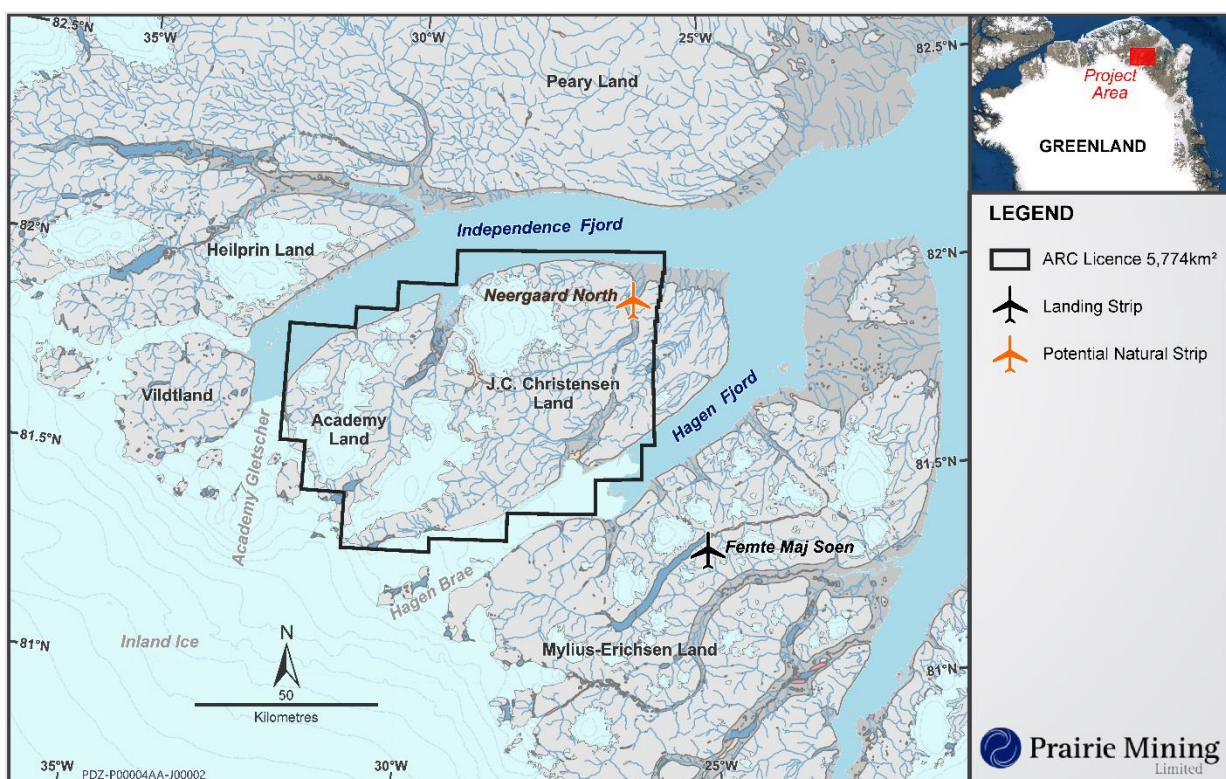 35°W
30°W
25°W
82.5°N
Peary Land
82°N
Independence Fjord
82°N
Heilprin Land
Neergaard North
Vildtland
J.C. Christensen
Land
Academy
Land
Hagen Fjord
81.5°N
81.5°N
Academy Gletscher
Femte Maj Soen
Hagen Brae
81°N
Inland Ice
N
Mylius-Erichsen Land
81°N
50
Kilometres
35°W
PDZ-P00004AA-J00002
30°W
25°W
Project
Area
GREENLAND
LEGEND
ARC Licence 5,774km²
Landing Strip
Potential Natural Strip
Prairie Mining
Limited